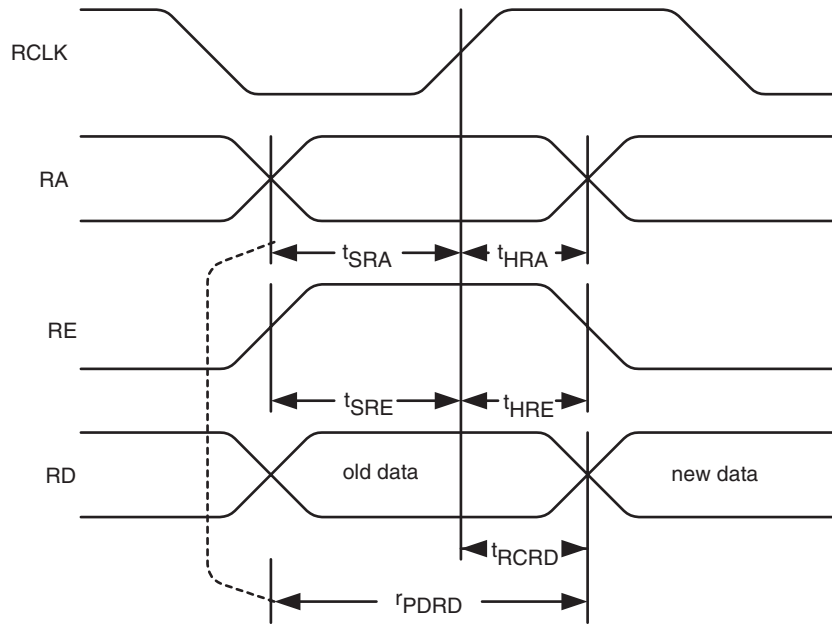 RCLK
RA
tSRA tHRA
RE
tSRE tHRE
RD old data new data
tRCRD
rPDRD